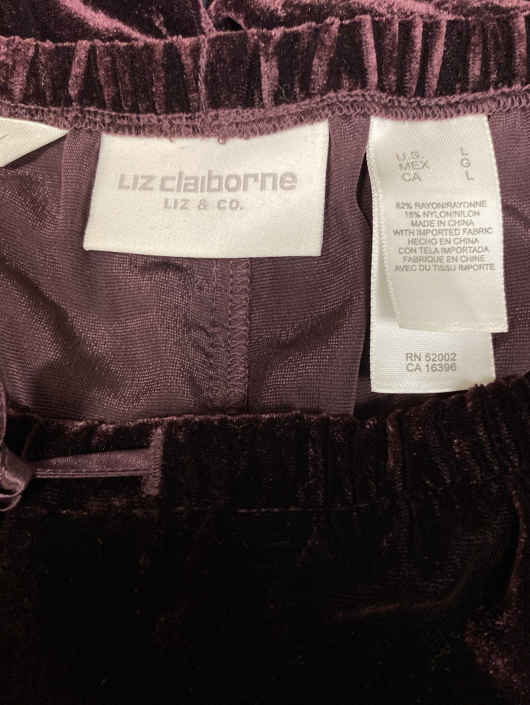 LIZ claiborne
LIZ & CO.
U.S. L
MEX G
CA L
82% RAYON/RAYONNE
18% NYLON/NILON
MADE IN CHINA
WITH IMPORTED FABRIC
HECHO EN CHINA
CON TELA IMPORTADA
FABRIQUE EN CHINE
AVEC DU TISSU IMPORTE
RN 52002
CA 16396